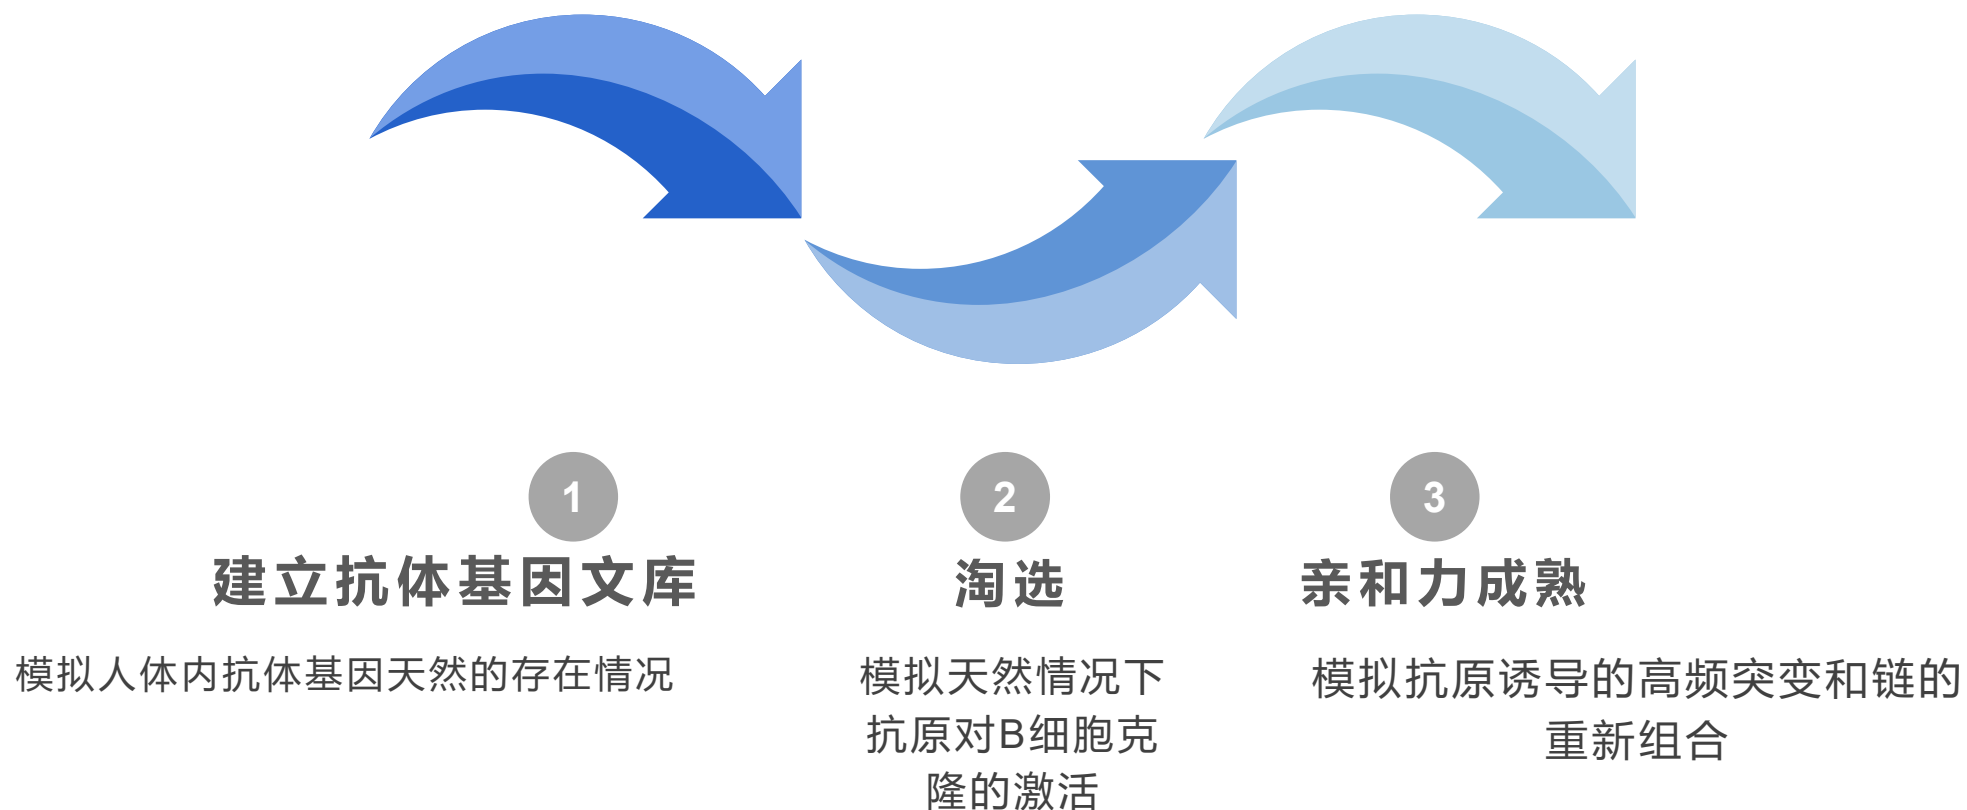 1
建立抗体基因文库
模拟人体内抗体基因天然的存在情况
2
淘选
模拟天然情况下
抗原对B细胞克
隆的激活
3
亲和力成熟
模拟抗原诱导的高频突变和链的
重新组合